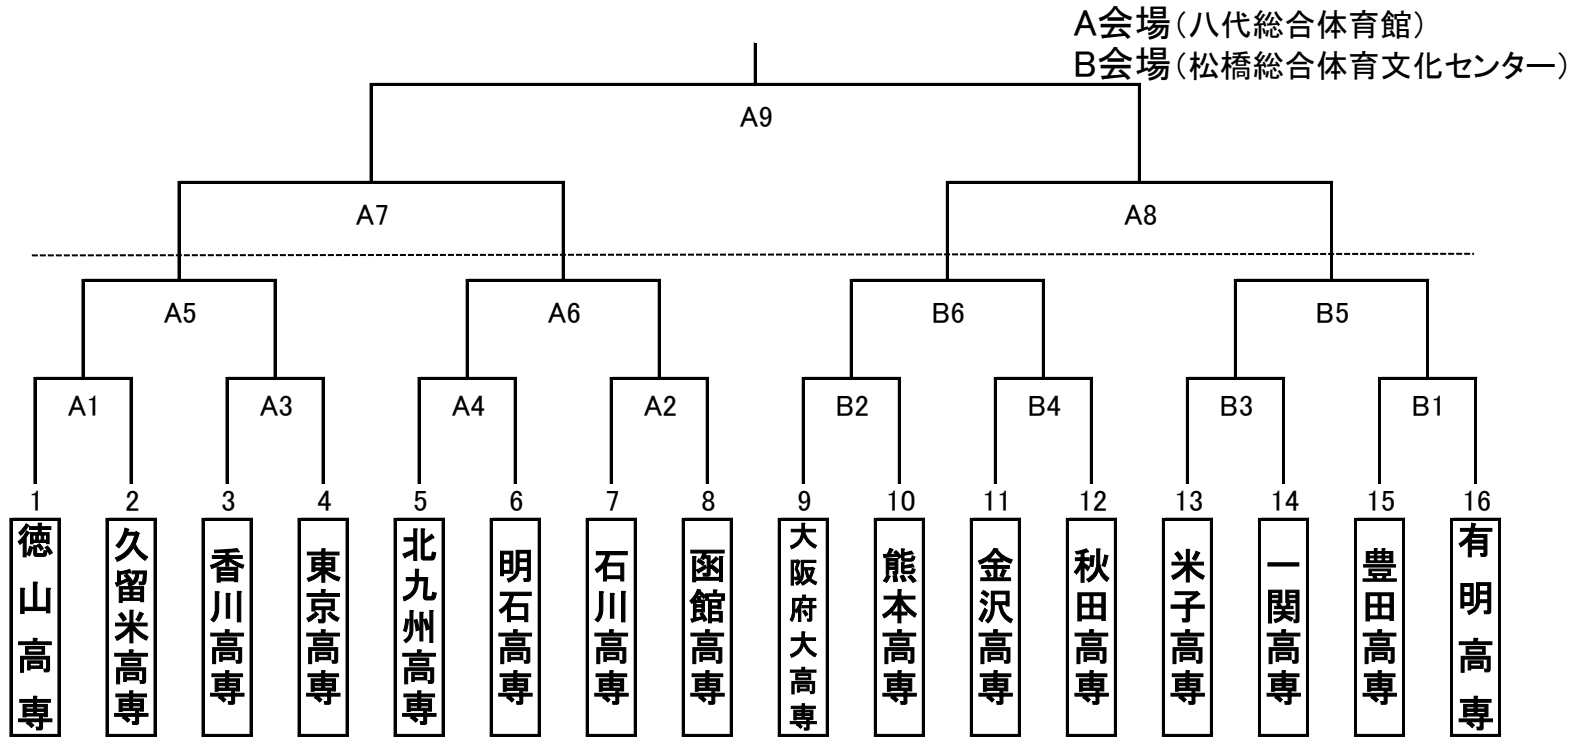 A会場(八代総合体育館)
B会場(松橋総合体育文化センター)
A9
A7
A8
A5
A6
B6
B5
A1
A3
A4
A2
B2
B4
B3
B1
1
2
3
4
5
6
7
8
9
10
11
12
13
14
15
16
徳山高専
久留米高専
香川高専
東京高専
北九州高専
明石高専
石川高専
函館高専
大阪府大高専
熊本高専
金沢高専
秋田高専
米子高専
一関高専
豊田高専
有明高専